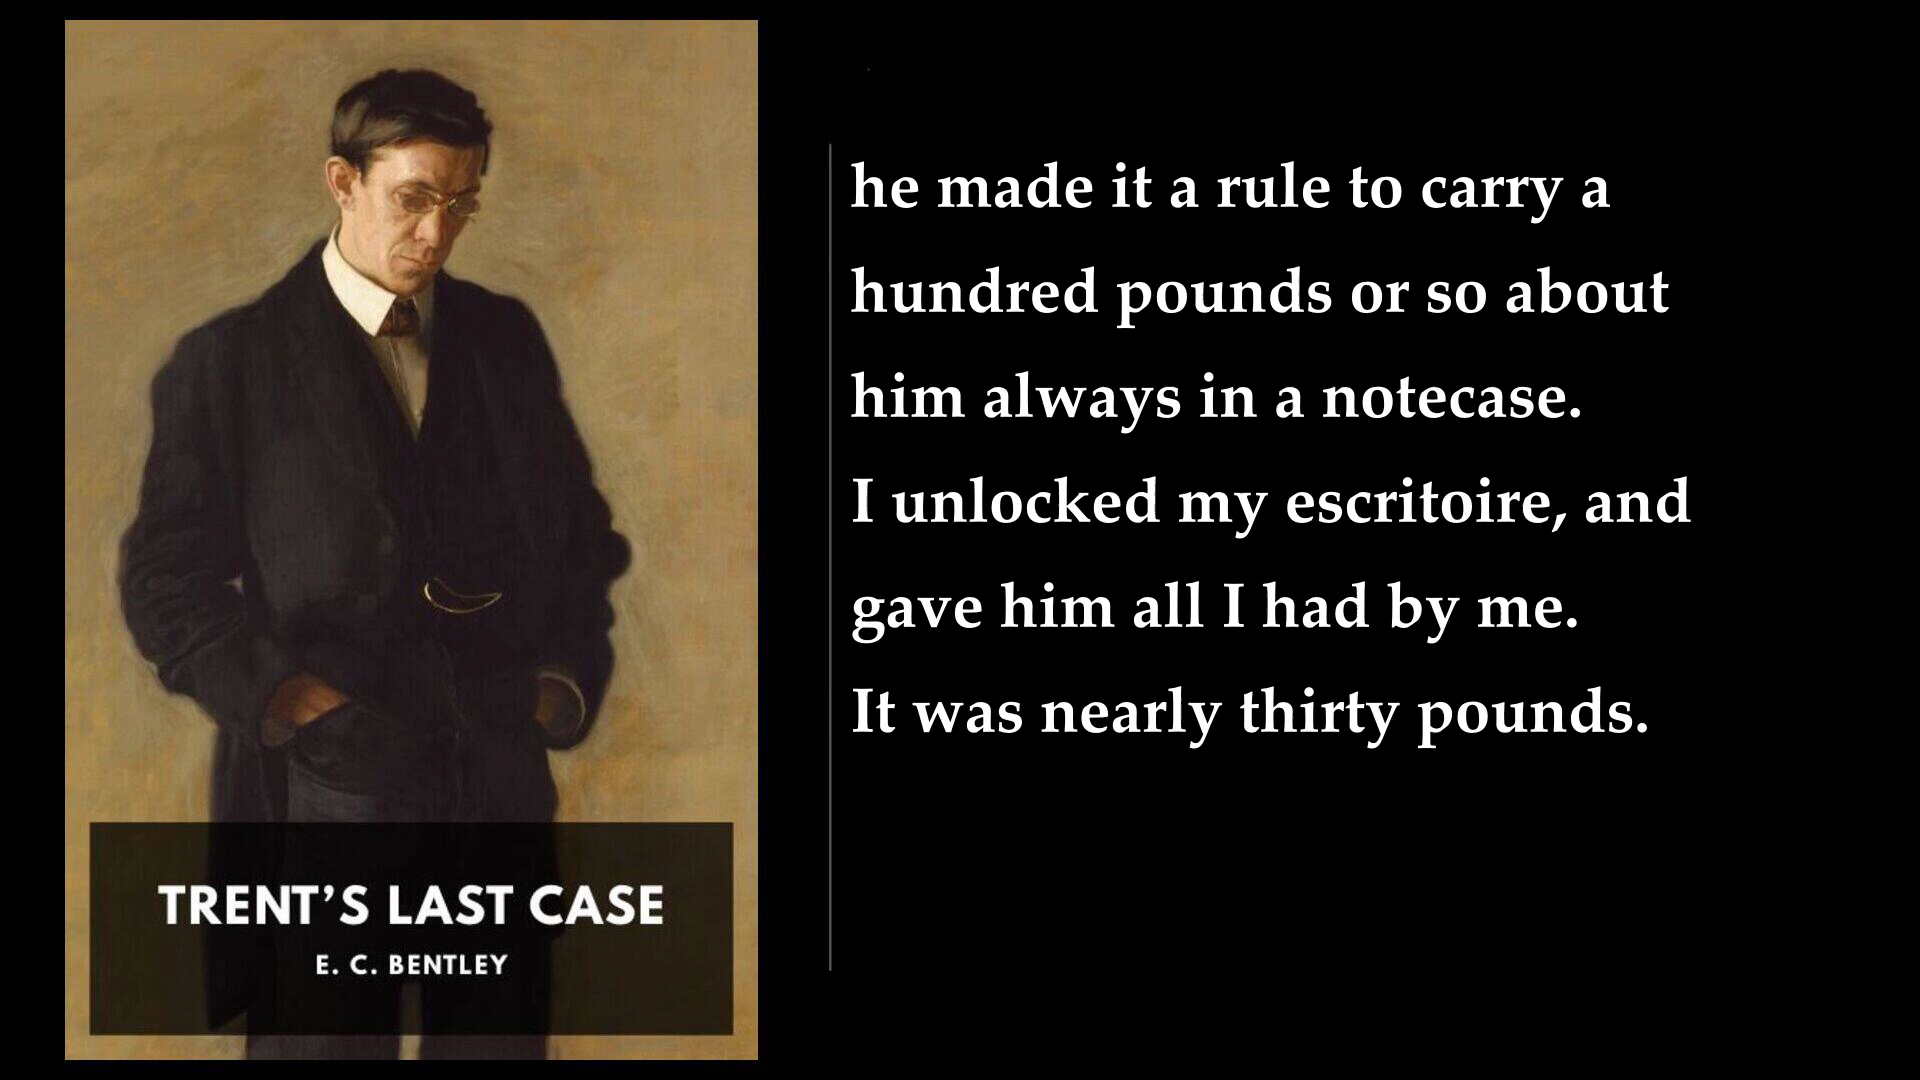 TRENT’S LAST CASE
E. C. BENTLEY
he made it a rule to carry a
hundred pounds or so about
him always in a notecase.
I unlocked my escritoire, and
gave him all I had by me.
It was nearly thirty pounds.